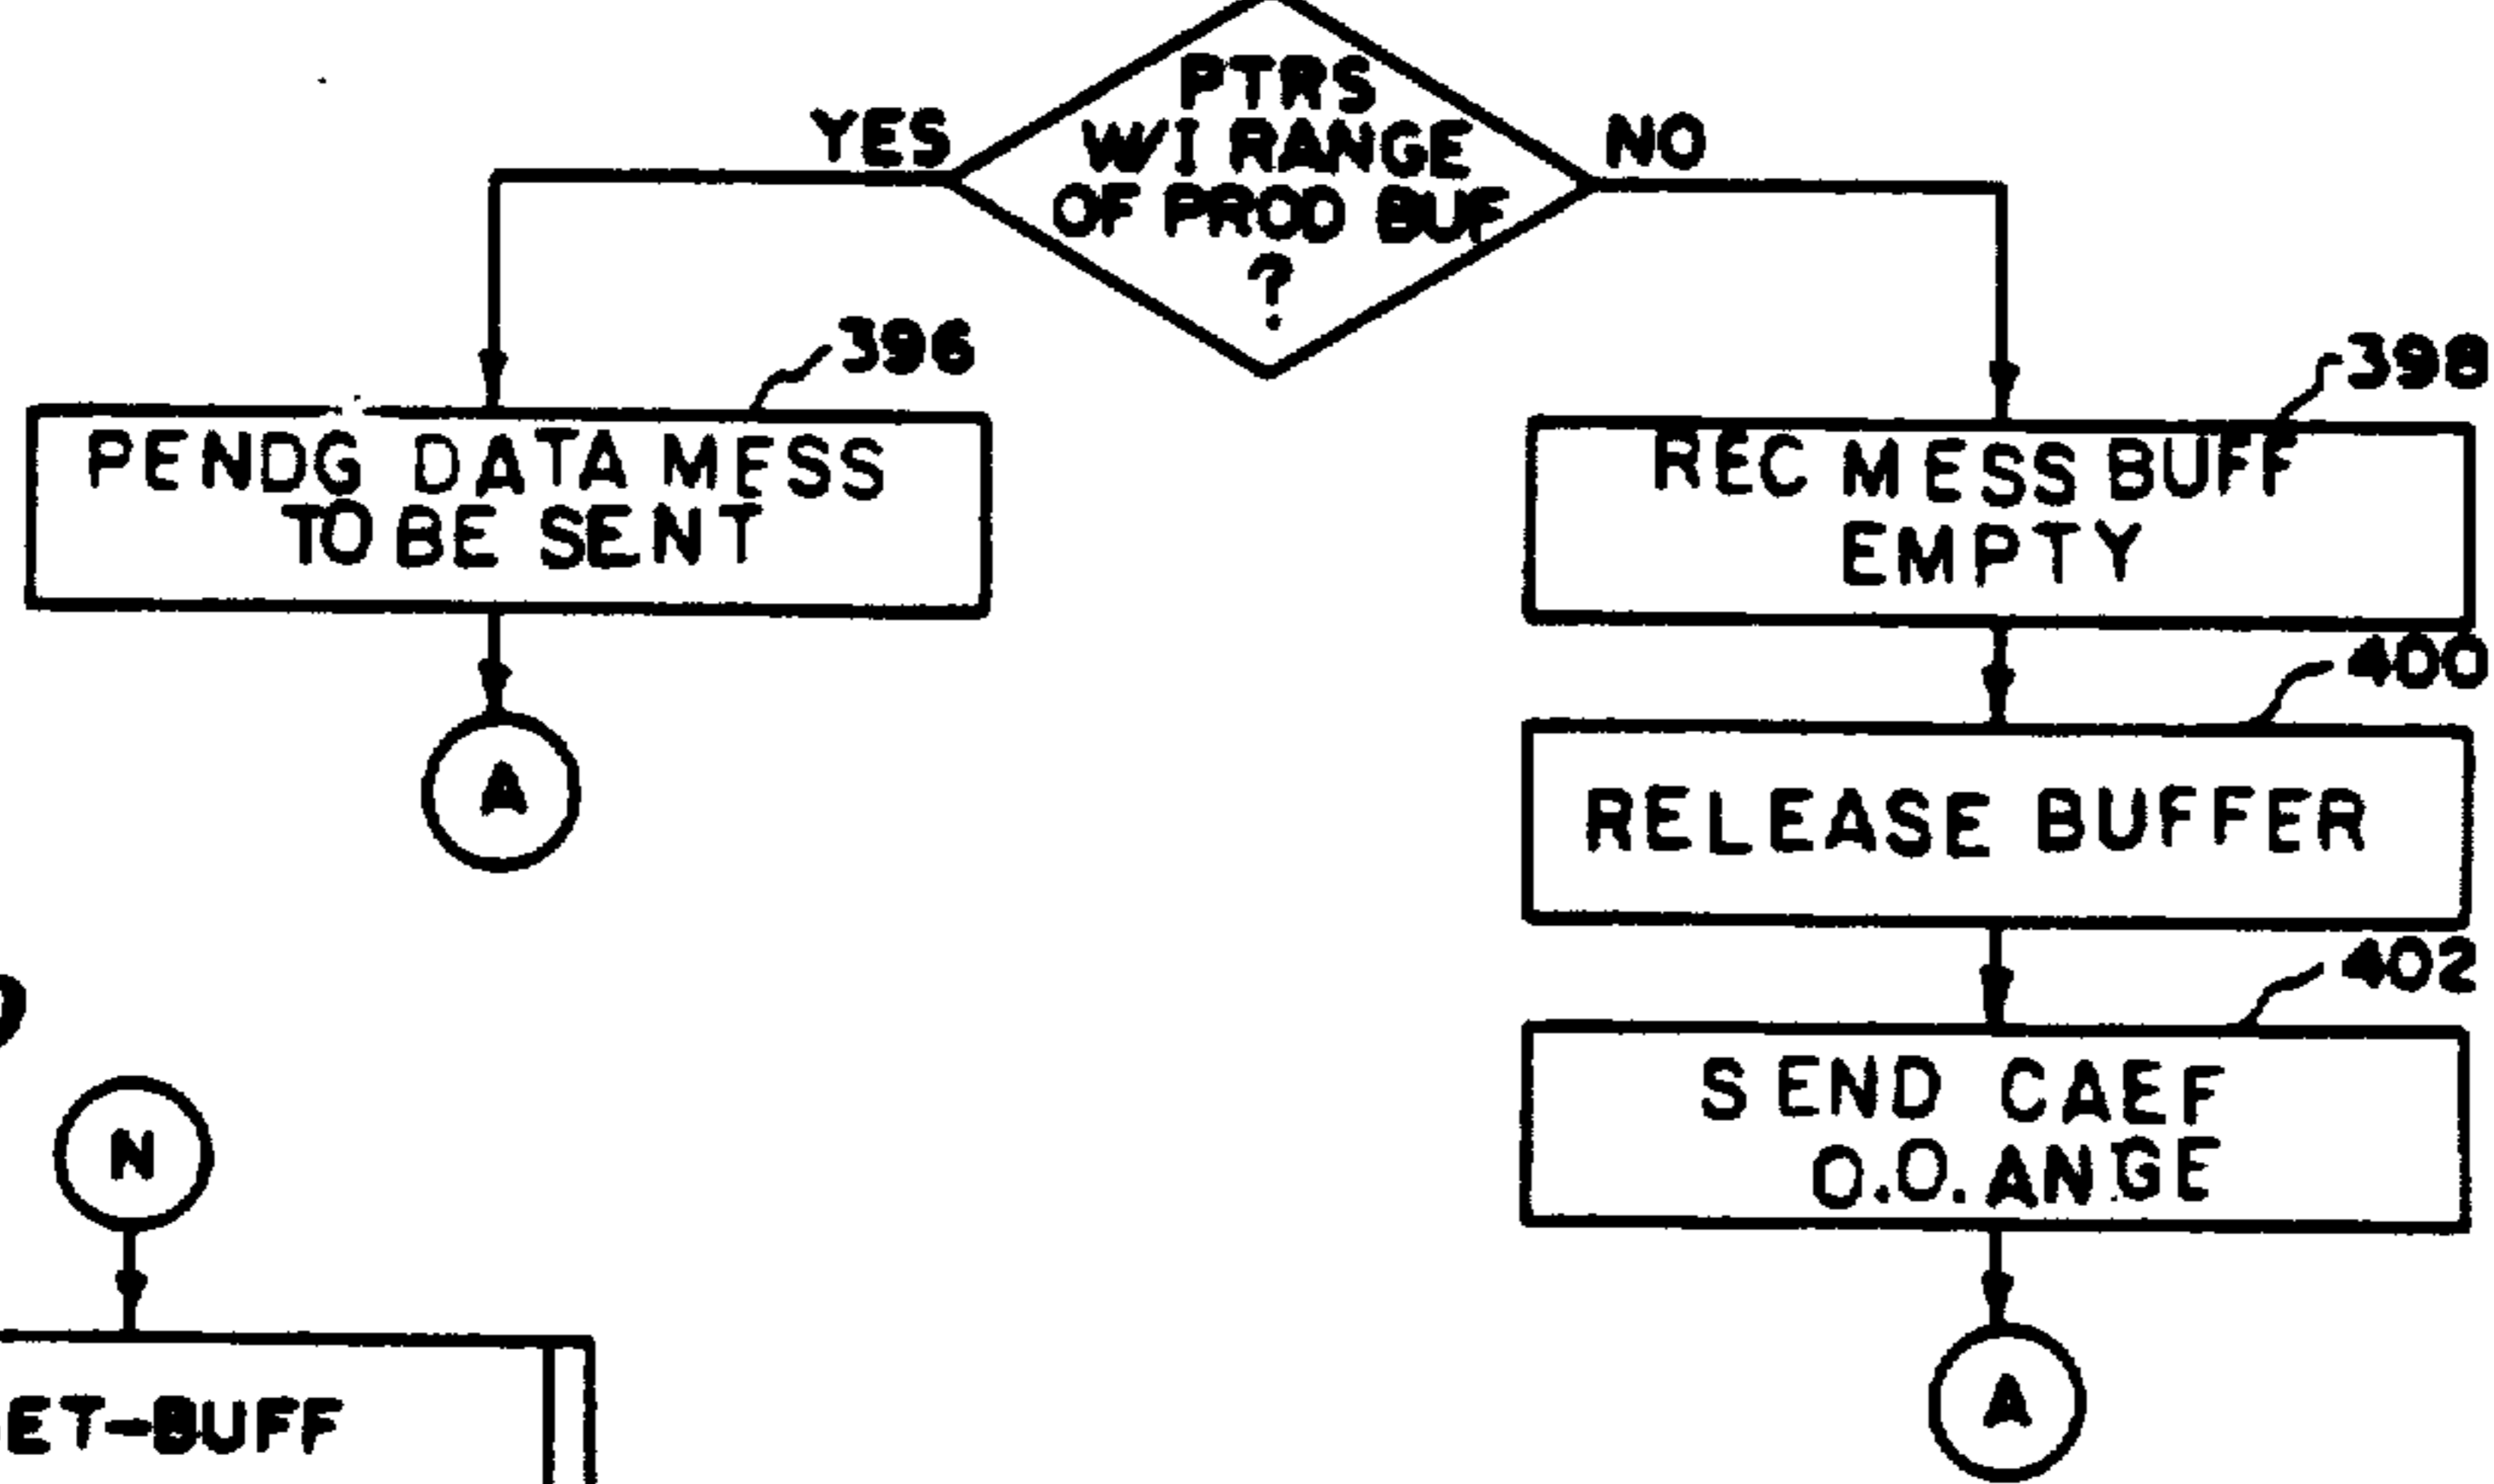 PTRS
W/I RANGE
OF PROD BUF
?
YES
NO
396
PENDG DATA MESS
TO BE SENT
A
398
REC MESS BUFF
EMPTY
400
RELEASE BUFFER
402
SEND CAEF
O.O.ANGE
A
N
ET-BUFF